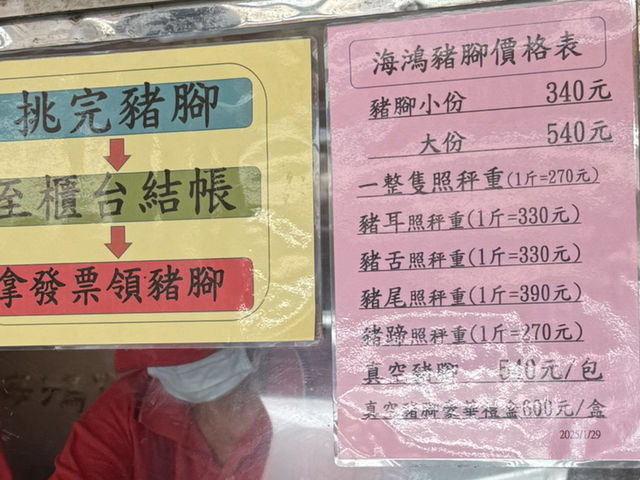 挑完豬腳
至櫃台結帳
拿發票領豬腳
海鴻豬腳價格表
豬腳小份 340元
大份 540元
一整隻照秤重(1斤=270元)
豬耳照秤重(1斤=330元)
豬舌照秤重(1斤=330元)
豬尾照秤重(1斤=390元)
豬蹄照秤重(1斤=270元)
真空豬腳 540元/包
真空豬腳豪華禮盒600元/盒
2025/1/29